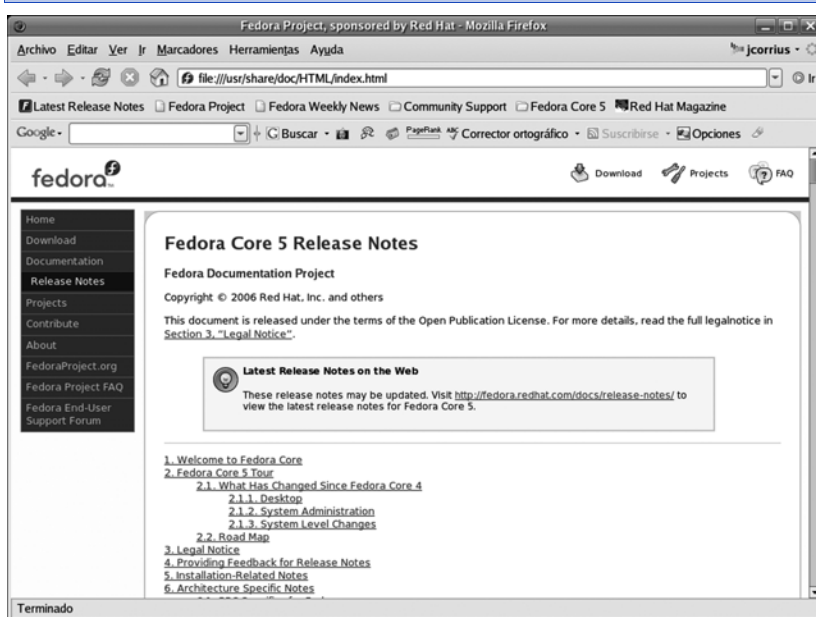 Fedora Project, sponsored by Red Hat - Mozilla Firefox
Archivo Editar Ver Ir Marcadores Herramientas Ayuda
jcorrius
file:///usr/share/doc/HTML/index.html
Ir
Latest Release Notes Fedora Project Fedora Weekly News Community Support Fedora Core 5 Red Hat Magazine
Google Buscar PageRank ABC Corrector ortográfico Suscribirse Opciones
fedora
Download Projects FAQ
Home
Download
Documentation
Release Notes
Projects
Contribute
About
FedoraProject.org
Fedora Project FAQ
Fedora End-User
Support Forum
Fedora Core 5 Release Notes
Fedora Documentation Project
Copyright © 2006 Red Hat, Inc. and others
This document is released under the terms of the Open Publication License. For more details, read the full legalnotice in
Section 3, "Legal Notice".
Latest Release Notes on the Web
These release notes may be updated. Visit http://fedora.redhat.com/docs/release-notes/ to
view the latest release notes for Fedora Core 5.
1. Welcome to Fedora Core
2. Fedora Core 5 Tour
2.1. What Has Changed Since Fedora Core 4
2.1.1. Desktop
2.1.2. System Administration
2.1.3. System Level Changes
2.2. Road Map
3. Legal Notice
4. Providing Feedback for Release Notes
5. Installation-Related Notes
6. Architecture Specific Notes
Terminado